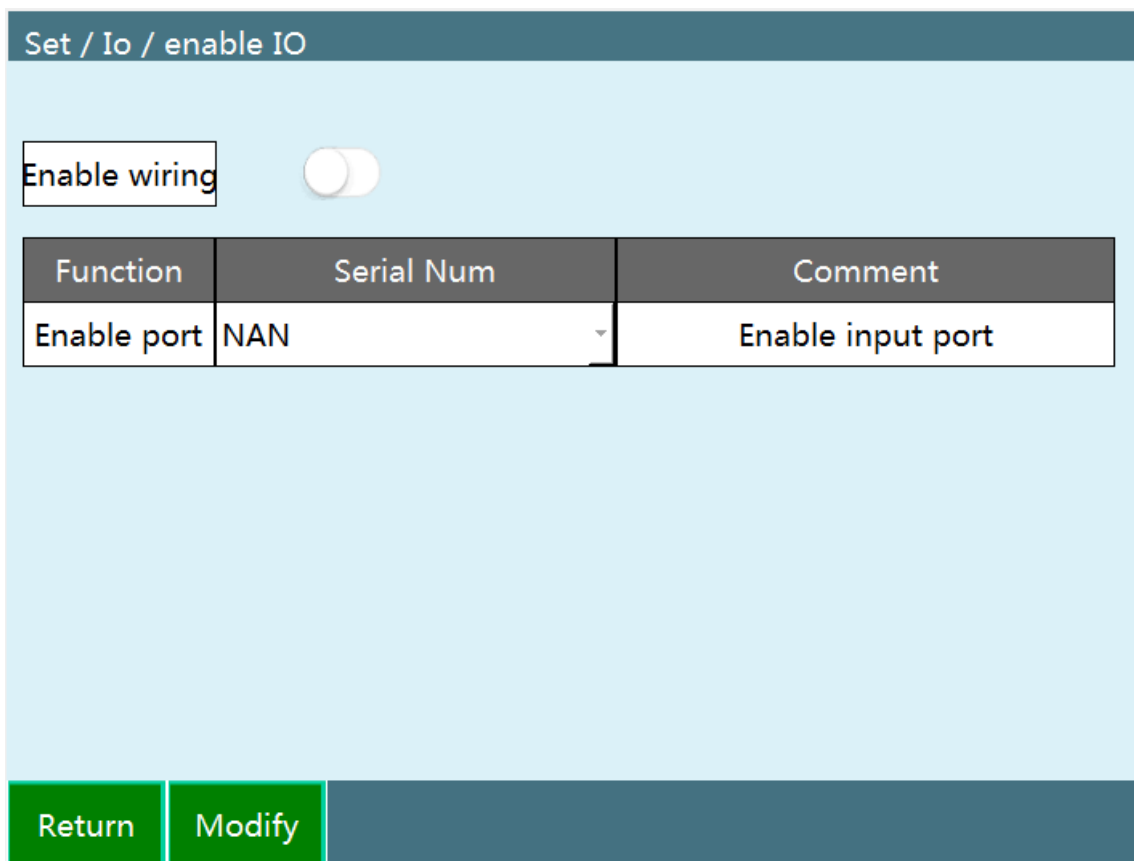 Set / Io / enable IO
Enable wiring
Function Serial Num Comment
Enable port NAN Enable input port
Return Modify